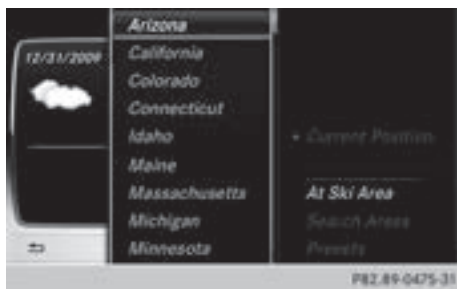 12/31/2009
Arizona
California
Colorado
Connecticut
Idaho
Maine
Massachusetts
Michigan
Minnesota
Current Position
At Ski Area
Search Areas
Presets
P82.89-0475-31